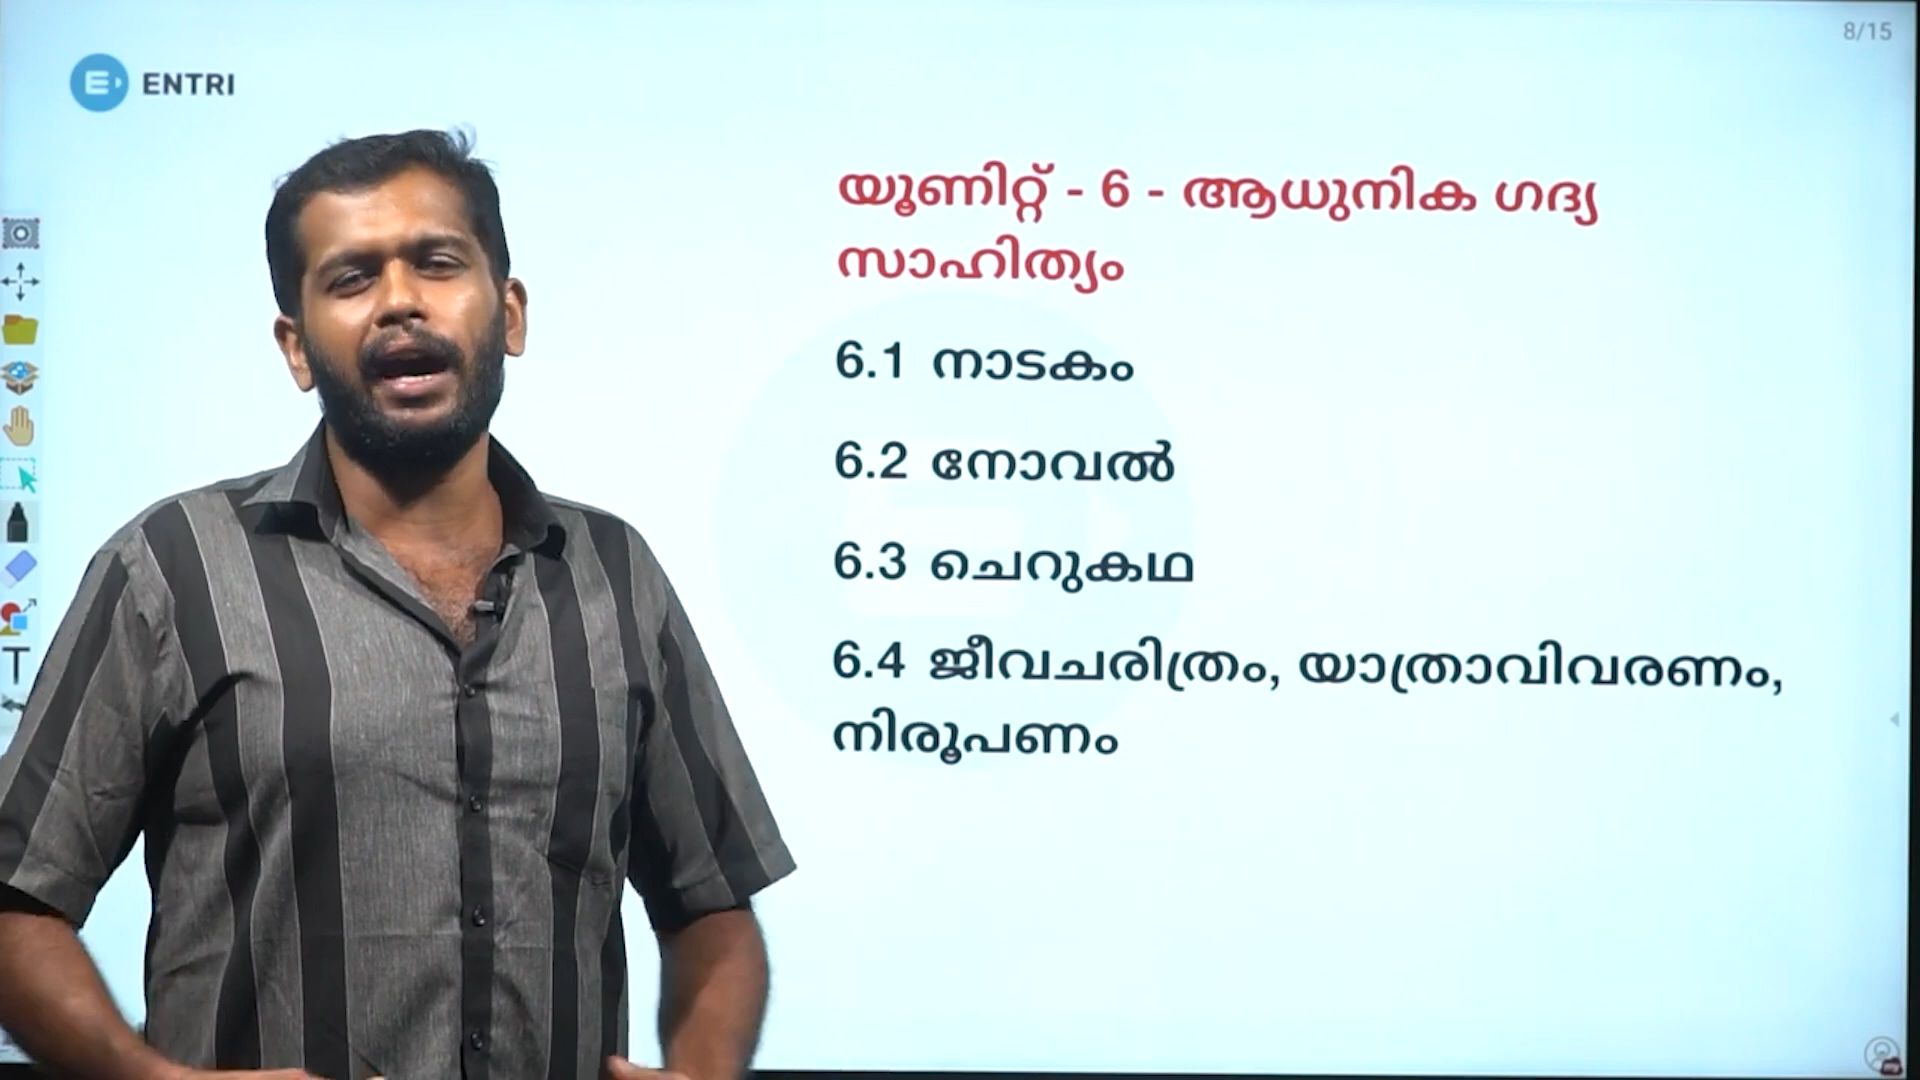 8/15
ENTRI
യൂണിറ്റ് - 6 - ആധുനിക ഗദ്യ
സാഹിത്യം
6.1 നാടകം
6.2 നോവൽ
6.3 ചെറുകഥ
6.4 ജീവചരിത്രം, യാത്രാവിവരണം,
നിരൂപണം
T